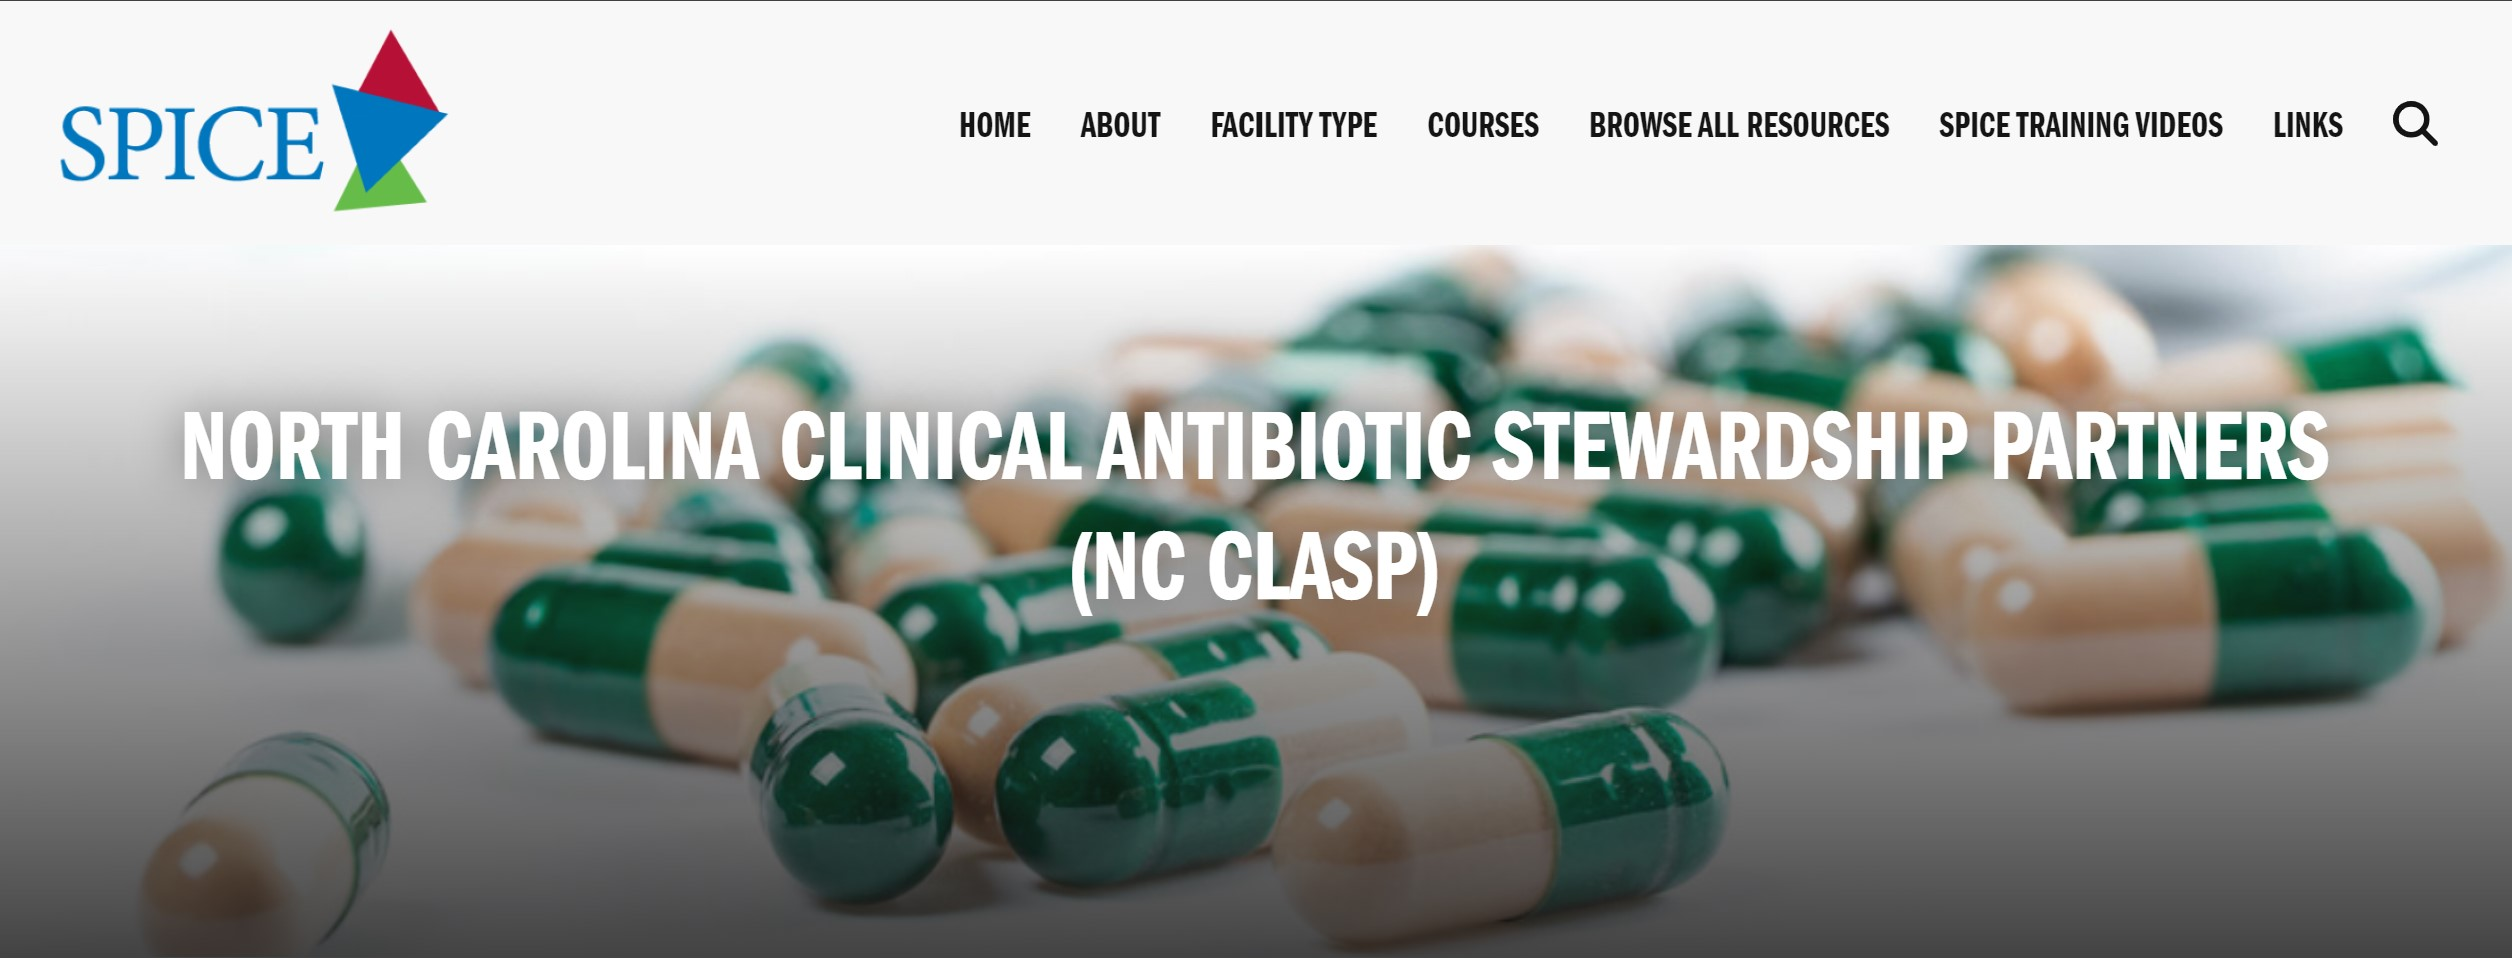 SPICE
HOME ABOUT FACILITY TYPE COURSES BROWSE ALL RESOURCES SPICE TRAINING VIDEOS LINKS
NORTH CAROLINA CLINICAL ANTIBIOTIC STEWARDSHIP PARTNERS
(NC CLASP)